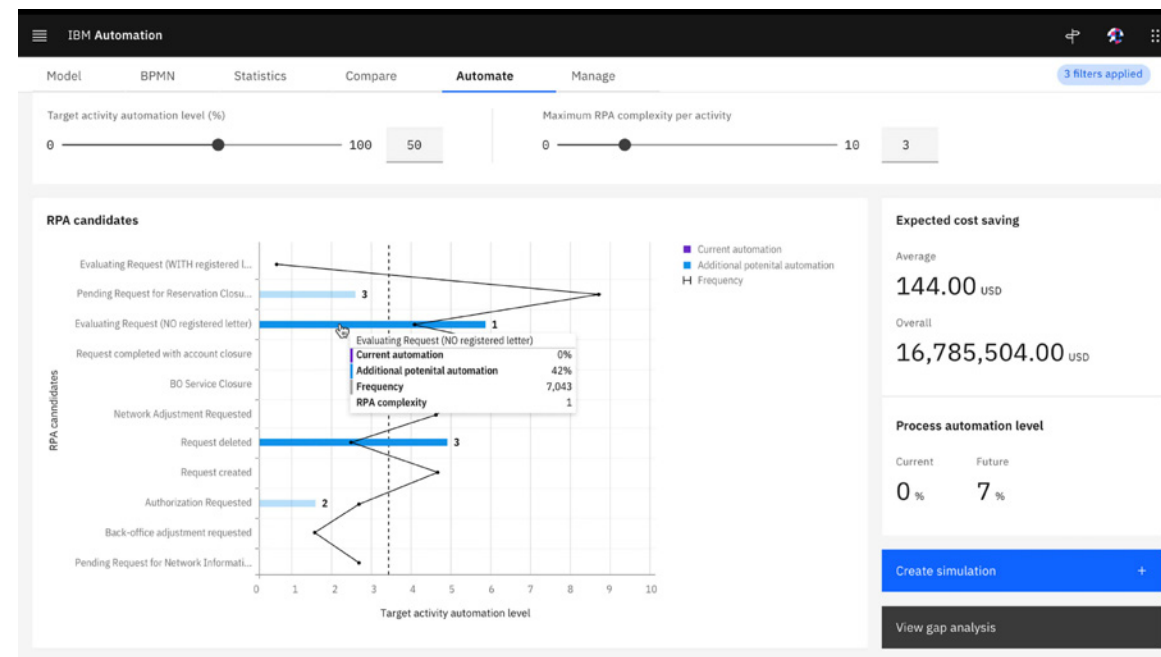 IBM Automation
Model BPMN Statistics Compare Automate Manage 3 filters applied
Target activity automation level (%) Maximum RPA complexity per activity
0 100 50 0 10 3
RPA candidates
Current automation
Additional potenital automation
Frequency
Evaluating Request (WITH registered l...
Pending Request for Reservation Closu... 3
Evaluating Request (NO registered letter) 1
Request completed with account closure
BO Service Closure
Network Adjustment Requested
Request deleted 3
Request created
Authorization Requested 2
Back-office adjustment requested
Pending Request for Network Informati...
RPA canndidates
Evaluating Request (NO registered letter)
Current automation 0%
Additional potenital automation 42%
Frequency 7,043
RPA complexity 1
0 1 2 3 4 5 6 7 8 9 10
Target activity automation level
Expected cost saving
Average
144.00 USD
Overall
16,785,504.00 USD
Process automation level
Current Future
0 % 7 %
Create simulation +
View gap analysis